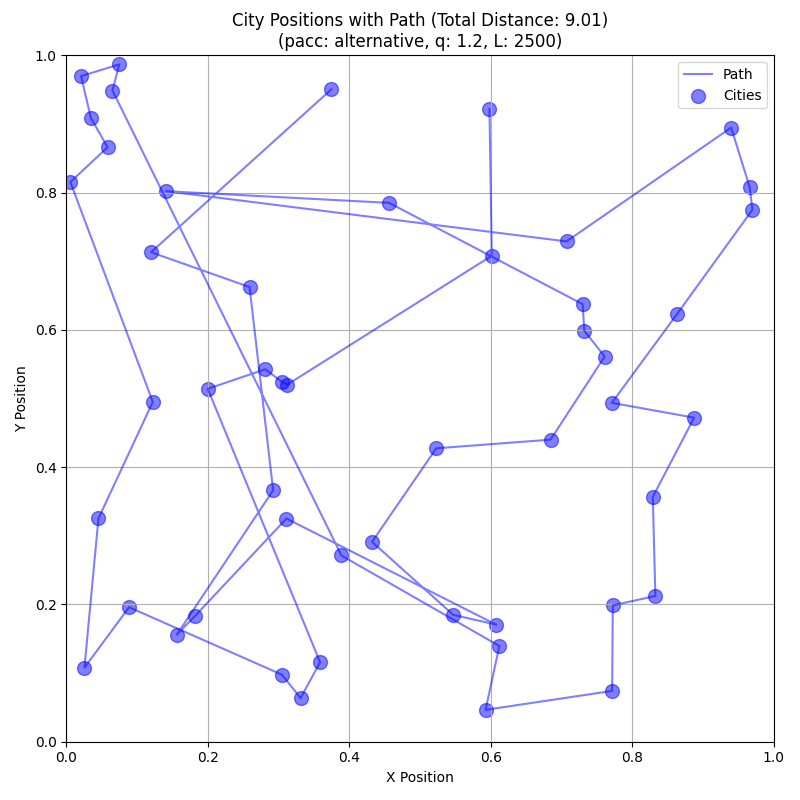 City Positions with Path (Total Distance: 9.01)
(pacc: alternative, q: 1.2, L: 2500)
Path
Cities
Y Position
1.0
0.8
0.6
0.4
0.2
0.0
0.0 0.2 0.4 0.6 0.8 1.0
X Position